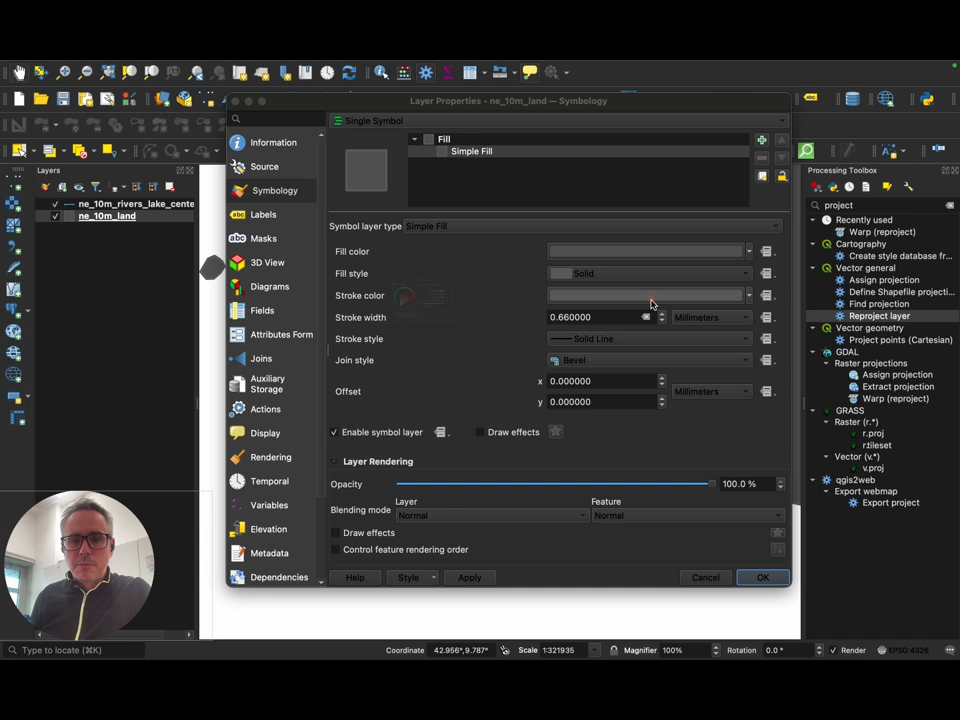 Layer Properties - ne_10m_land — Symbology
Single Symbol
Information
Source
Symbology
Labels
Masks
3D View
Diagrams
Fields
Attributes Form
Joins
Auxiliary
Storage
Actions
Display
Rendering
Temporal
Variables
Elevation
Metadata
Dependencies
Fill
Simple Fill
Symbol layer type
Simple Fill
Fill color
Fill style
Solid
Stroke color
Stroke width
0.660000
Millimeters
Stroke style
Solid Line
Join style
Bevel
Offset
x
0.000000
y
0.000000
Millimeters
Enable symbol layer
Draw effects
Layer Rendering
Opacity
100.0 %
Blending mode
Layer
Normal
Feature
Normal
Draw effects
Control feature rendering order
Help
Style
Apply
Cancel
OK
Layers
ne_10m_rivers_lake_cente
ne_10m_land
Processing Toolbox
project
Recently used
Warp (reproject)
Cartography
Create style database fr...
Vector general
Assign projection
Define Shapefile projecti...
Find projection
Reproject layer
Vector geometry
Project points (Cartesian)
GDAL
Raster projections
Assign projection
Extract projection
Warp (reproject)
GRASS
Raster (r.*)
r.proj
r.tileset
Vector (v.*)
v.proj
qgis2web
Export webmap
Export project
Type to locate (⌘K)
Coordinate
42.956°,9.787°
Scale
1:321935
Magnifier
100%
Rotation
0.0 °
Render
EPSG:4326
abc
abc
abc